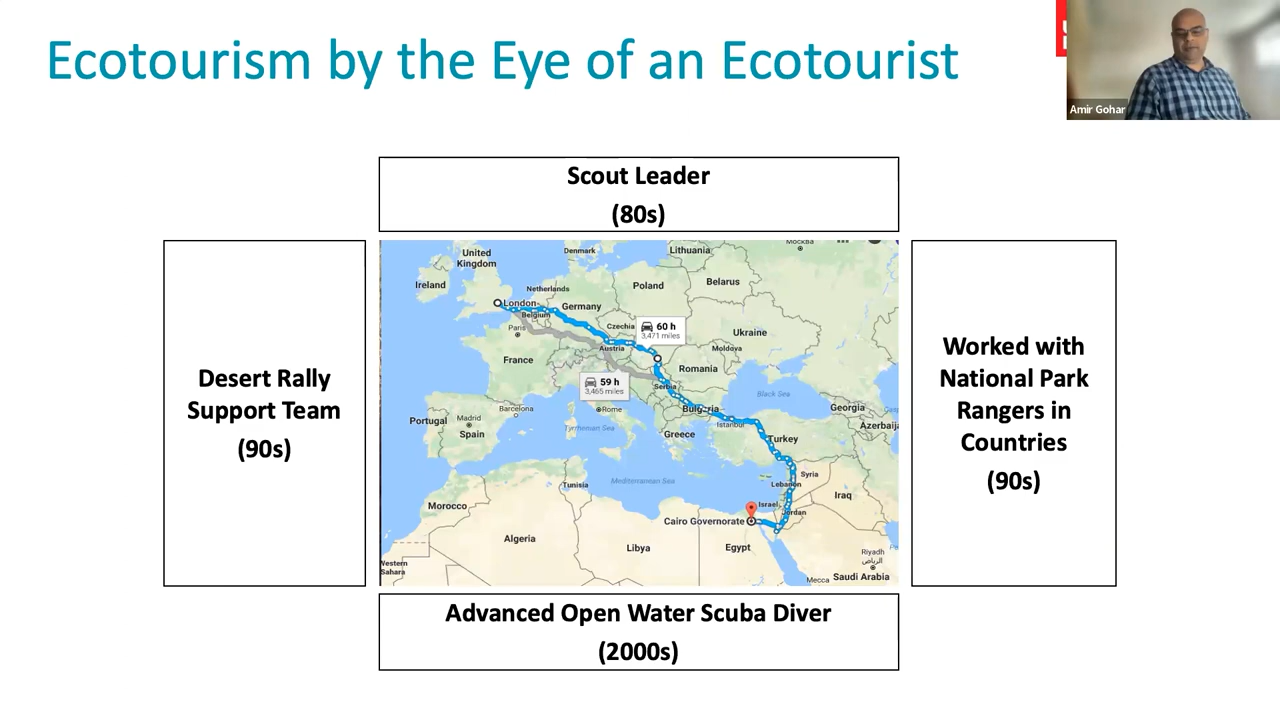 Ecotourism by the Eye of an Ecotourist
Amir Gohar
Scout Leader
(80s)
Desert Rally
Support Team
(90s)
United
Kingdom
Ireland
Denmark
Lithuania
Москва
Belarus
Poland
Netherlands
London
Germany
Belgium
Paris
Czechia
60 h
3,471 miles
Ukraine
Austria
Moldova
France
Romania
59 h
3,465 miles
Serbia
Black Sea
Barcelona
Rome
Bulgaria
Georgia
Portugal
Madrid
Spain
Tyrrhenian Sea
Istanbul
Azerbaij
Greece
Turkey
Syria
Mediterranean Sea
Lebanon
Tunisia
Iraq
Morocco
Israel
Jordan
Cairo Governorate
Algeria
Libya
Egypt
Riyadh
الرياض
Western
Sahara
Mecca
Saudi Arabia
Worked with
National Park
Rangers in
Countries
(90s)
Advanced Open Water Scuba Diver
(2000s)